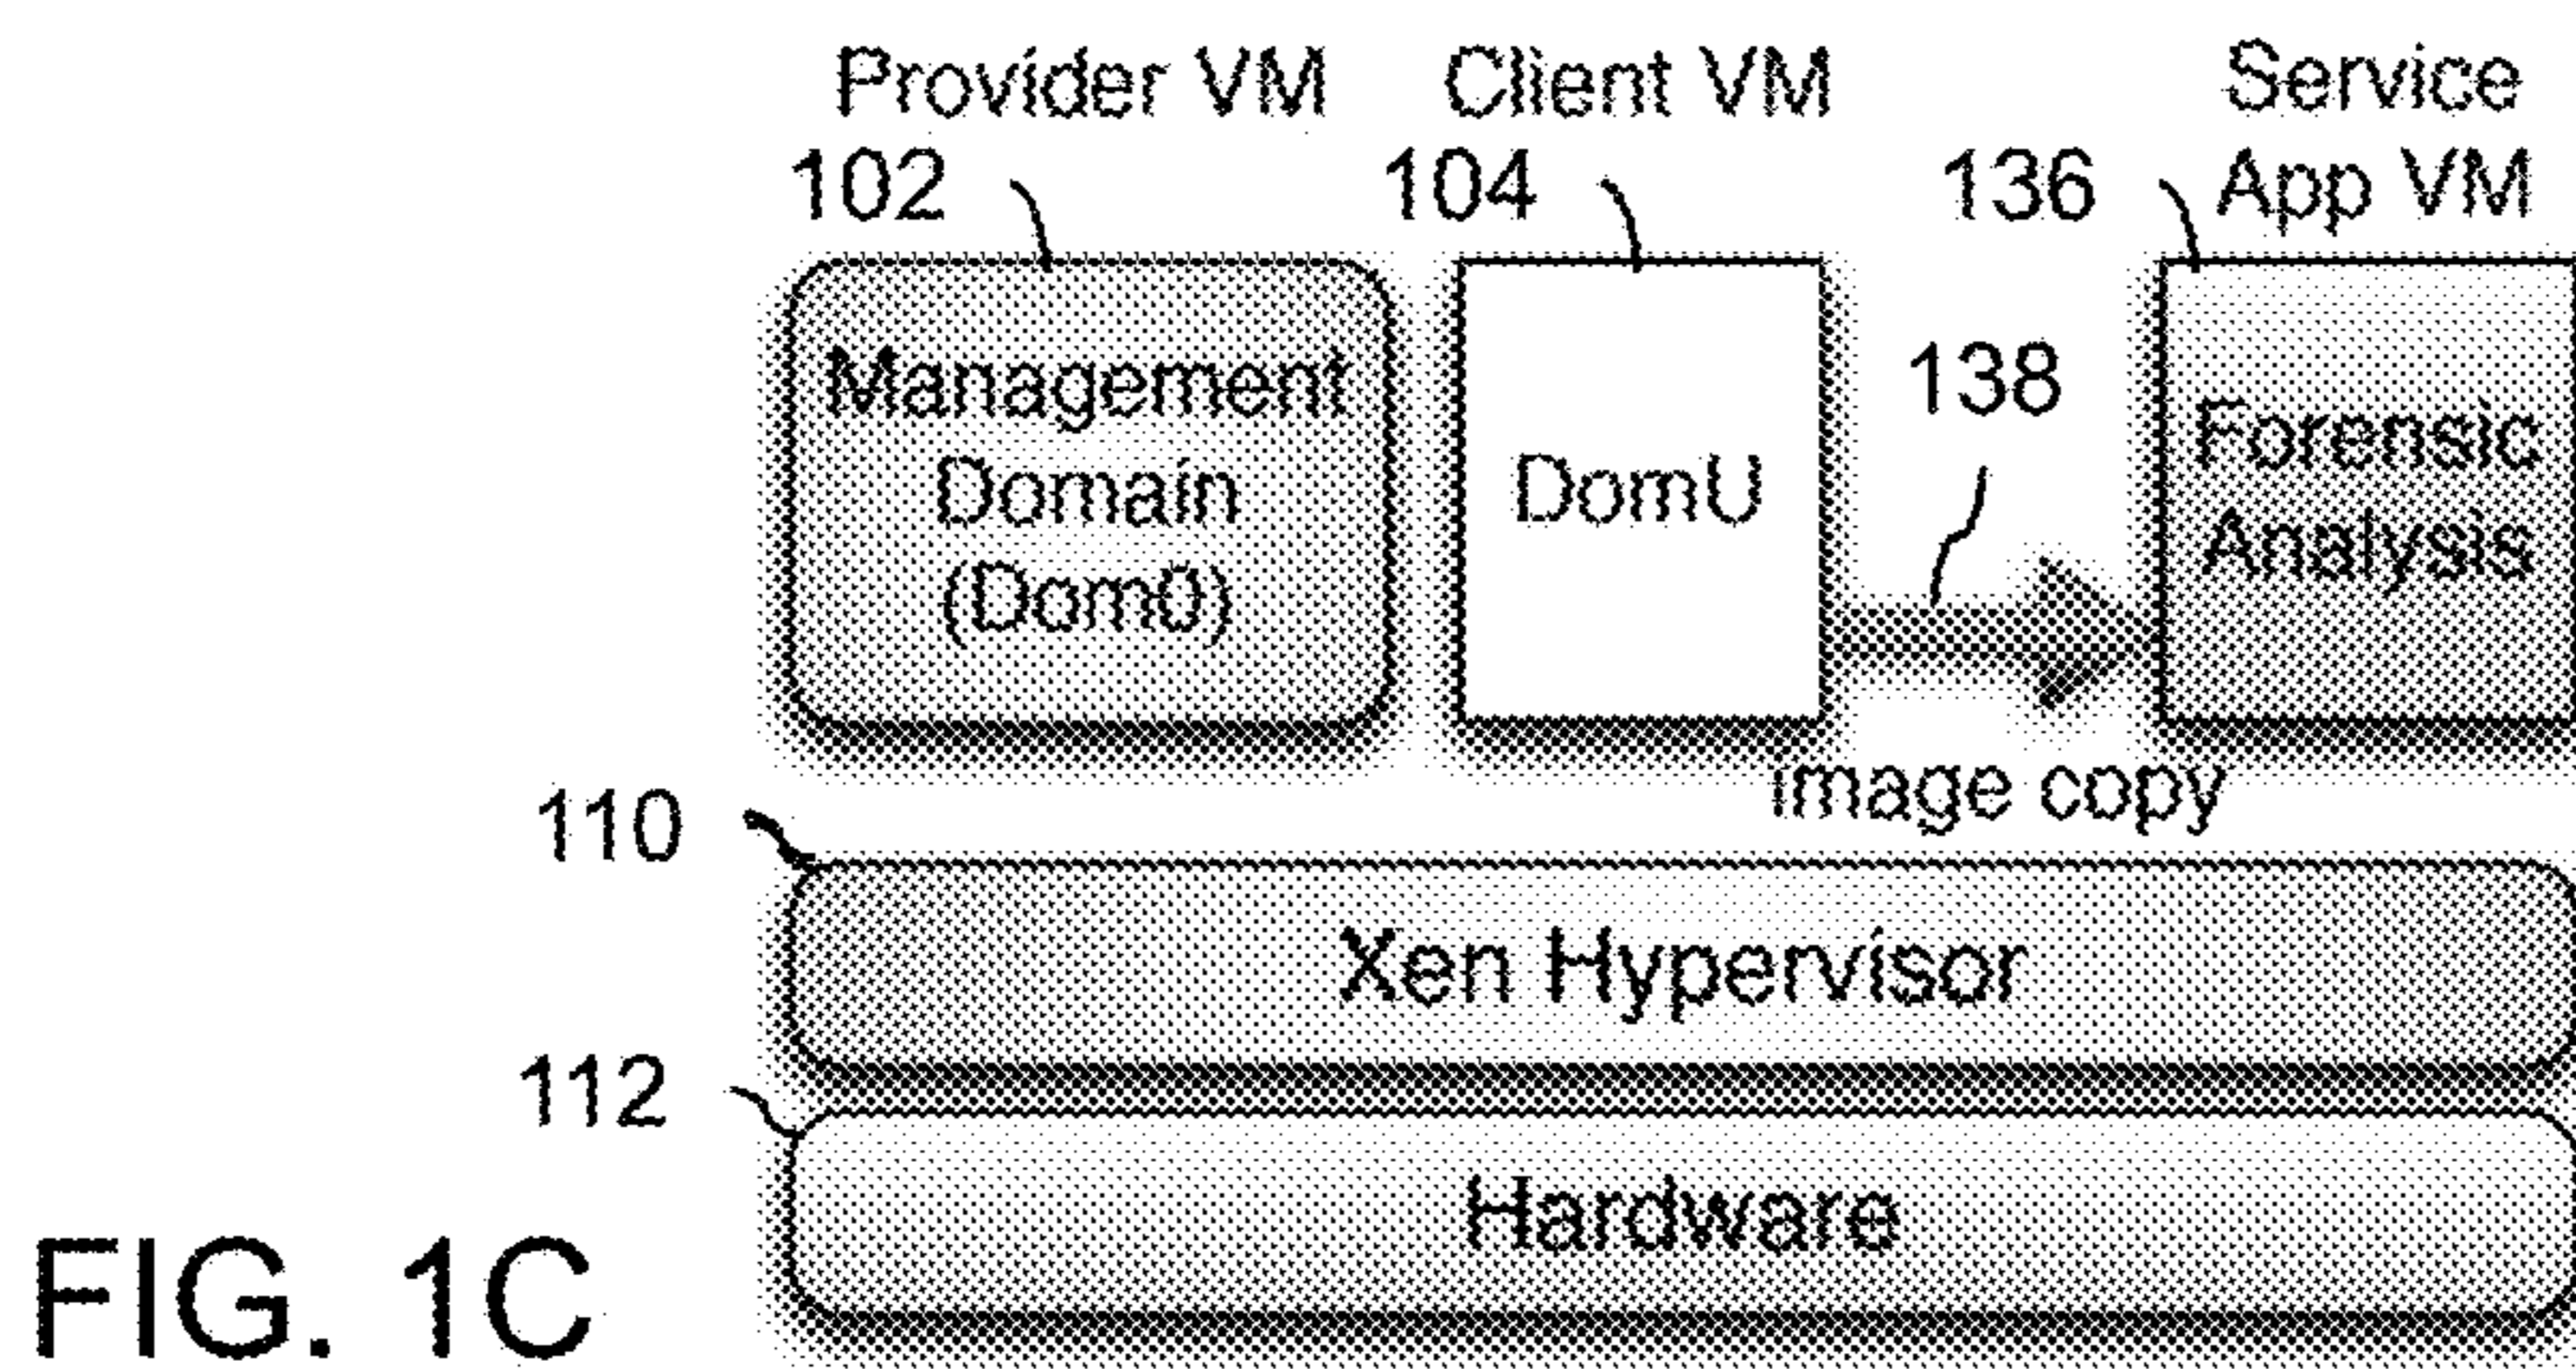 Provider VM
Client VM
Service
App VM
102
104
136
Management
Domain
(Dom0)
DomU
138
Forensic
Analysis
image copy
110
Xen Hypervisor
112
Hardware
FIG. 1C